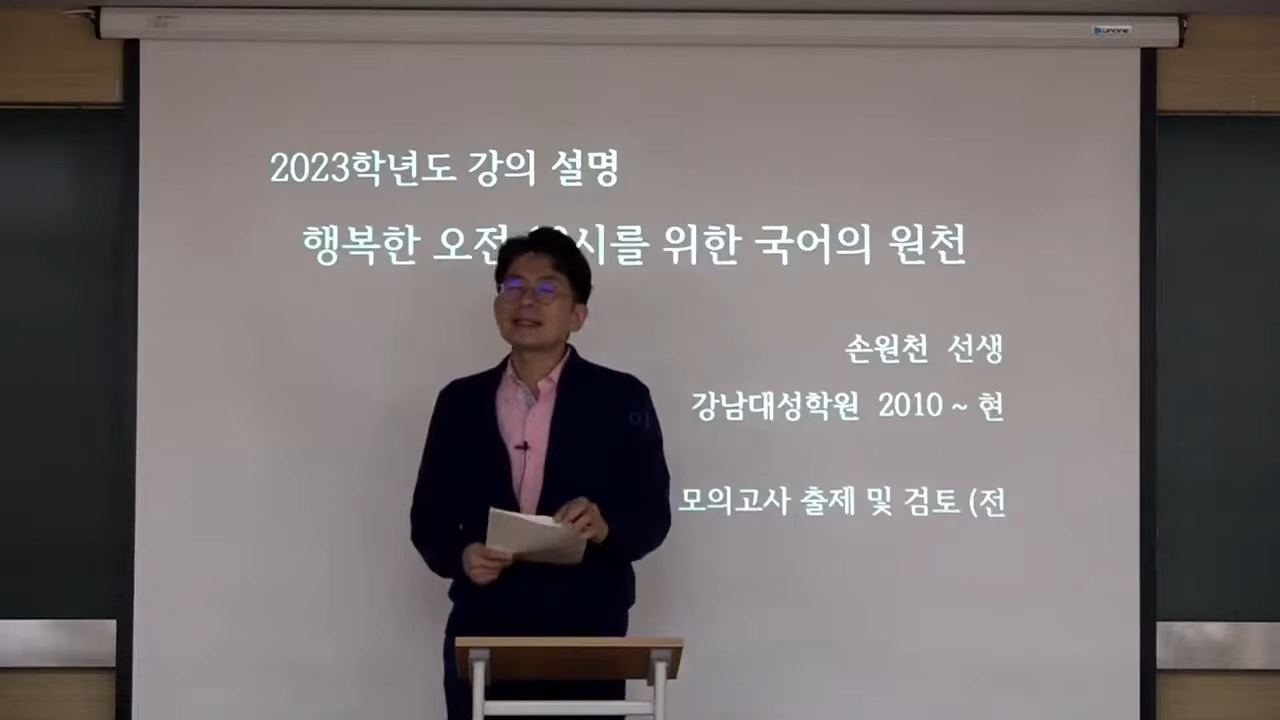 2023학년도 강의 설명
행복한 오전 시를 위한 국어의 원천
손원천 선생
강남대성학원 2010 ~ 현
모의고사 출제 및 검토 (전